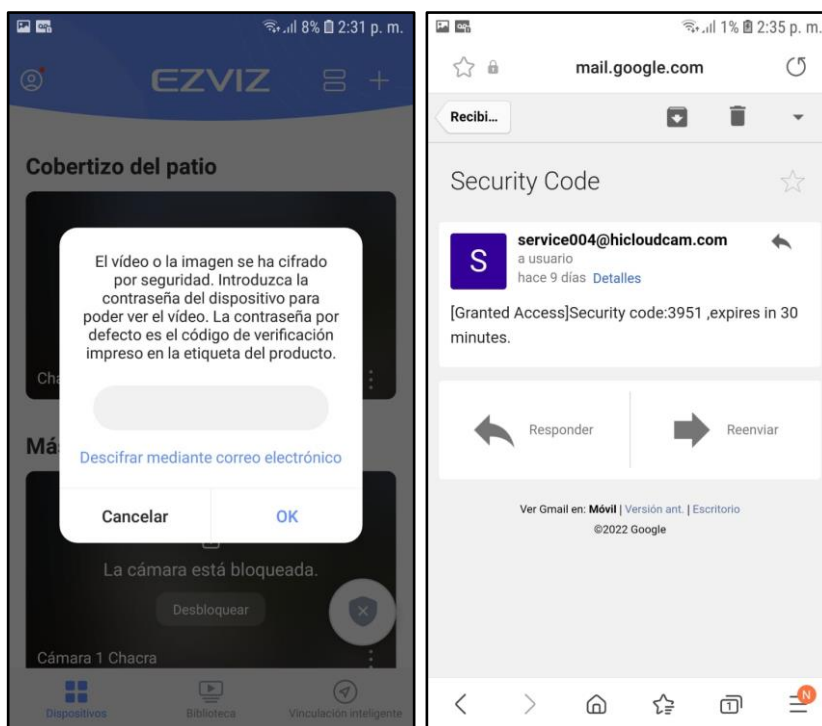 8% 2:31 p. m.
EZVIZ
Cobertizo del patio
El vídeo o la imagen se ha cifrado
por seguridad. Introduzca la
contraseña del dispositivo para
poder ver el vídeo. La contraseña por
defecto es el código de verificación
impreso en la etiqueta del producto.
Cha
Má
Descifrar mediante correo electrónico
Cancelar OK
La cámara está bloqueada.
Desbloquear
Cámara 1 Chacra
Dispositivos Biblioteca Vinculación inteligente
1% 2:35 p. m.
mail.google.com
Recibi...
Security Code
S
service004@hicloudcam.com
a usuario
hace 9 días Detalles
[Granted Access]Security code:3951 ,expires in 30
minutes.
Responder Reenviar
Ver Gmail en: Móvil | Versión ant. | Escritorio
©2022 Google
1 N